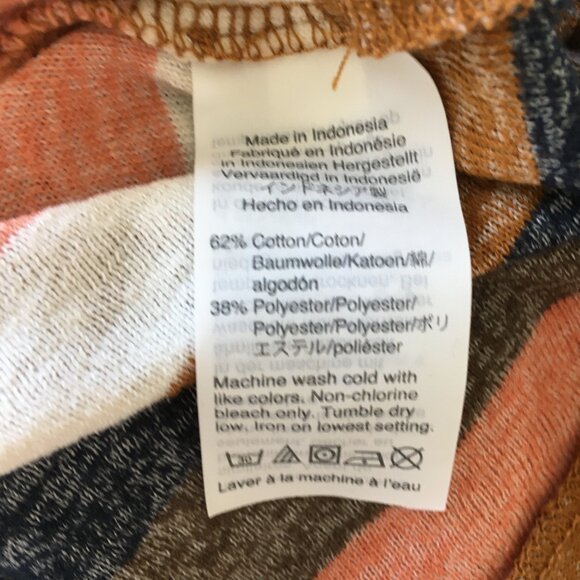 Made in Indonesia
Fabriqué en Indonésie
In Indonesien Hergestellt
Vervaardigd in Indonesië
インドネシア製
Hecho en Indonesia
62% Cotton/Coton/
Baumwolle/Katoen/綿/
algodón
38% Polyester/Polyester/
Polyester/Polyester/ポリ
エステル/poliéster
Machine wash cold with
like colors. Non-chlorine
bleach only. Tumble dry
low. Iron on lowest setting.
30
Laver à la machine à l'eau